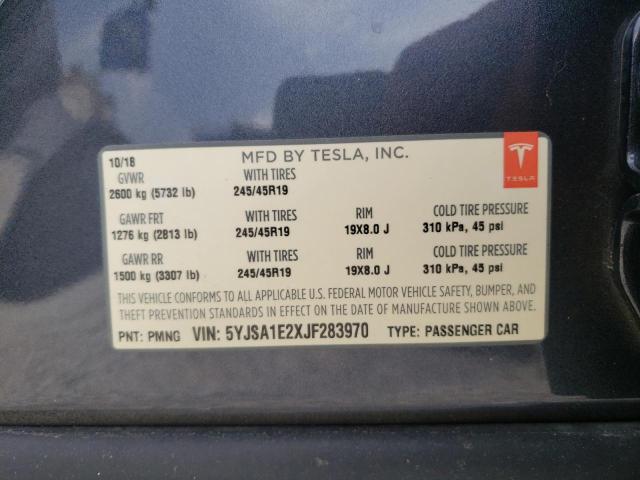 10/18 MFD BY TESLA, INC.
GVWR WITH TIRES
2600 kg (5732 lb) 245/45R19
TESLA
GAWR FRT WITH TIRES RIM COLD TIRE PRESSURE
1276 kg (2813 lb) 245/45R19 19X8.0 J 310 kPa, 45 psi
GAWR RR WITH TIRES RIM COLD TIRE PRESSURE
1500 kg (3307 lb) 245/45R19 19X8.0 J 310 kPa, 45 psi
THIS VEHICLE CONFORMS TO ALL APPLICABLE U.S. FEDERAL MOTOR VEHICLE SAFETY, BUMPER, AND
THEFT PREVENTION STANDARDS IN EFFECT ON THE DATE OF MANUFACTURE SHOWN ABOVE.
PNT: PMNG VIN: 5YJSA1E2XJF283970 TYPE: PASSENGER CAR